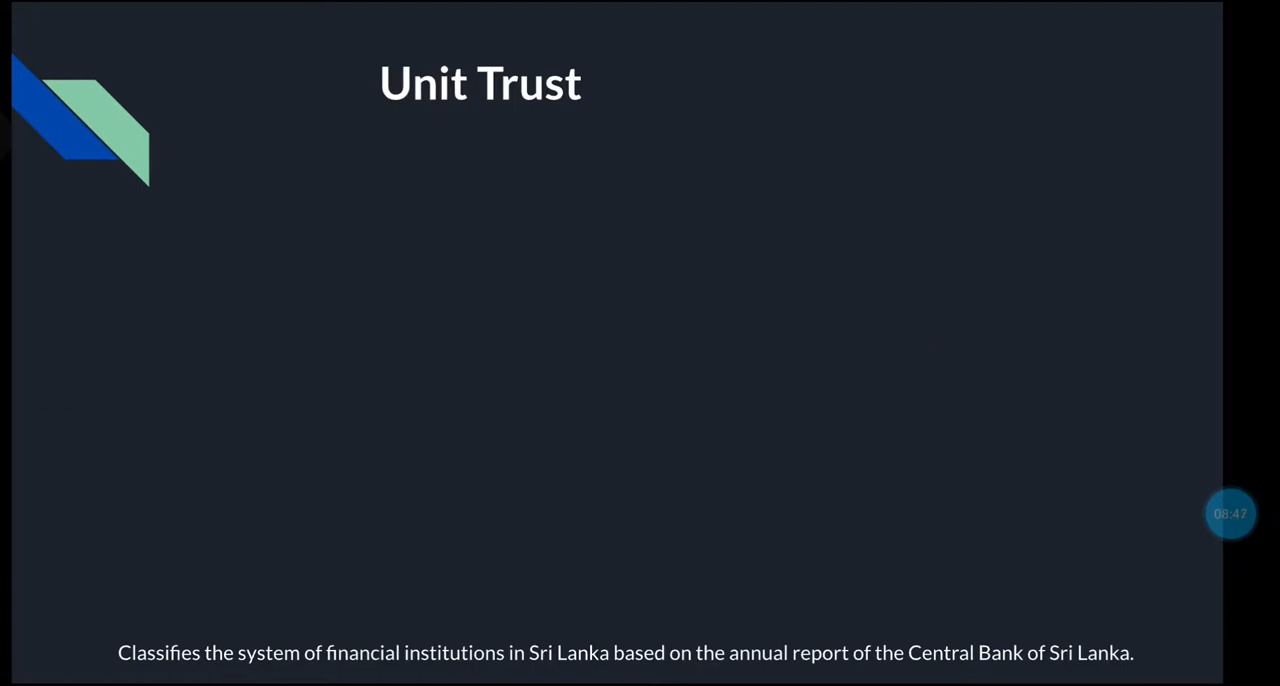 Unit Trust
08:47
Classifies the system of financial institutions in Sri Lanka based on the annual report of the Central Bank of Sri Lanka.